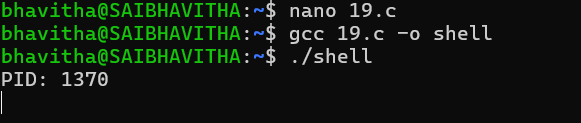 bhavitha@SAIBHAVITHA:~$ nano 19.c
bhavitha@SAIBHAVITHA:~$ gcc 19.c -o shell
bhavitha@SAIBHAVITHA:~$ ./shell
PID: 1370